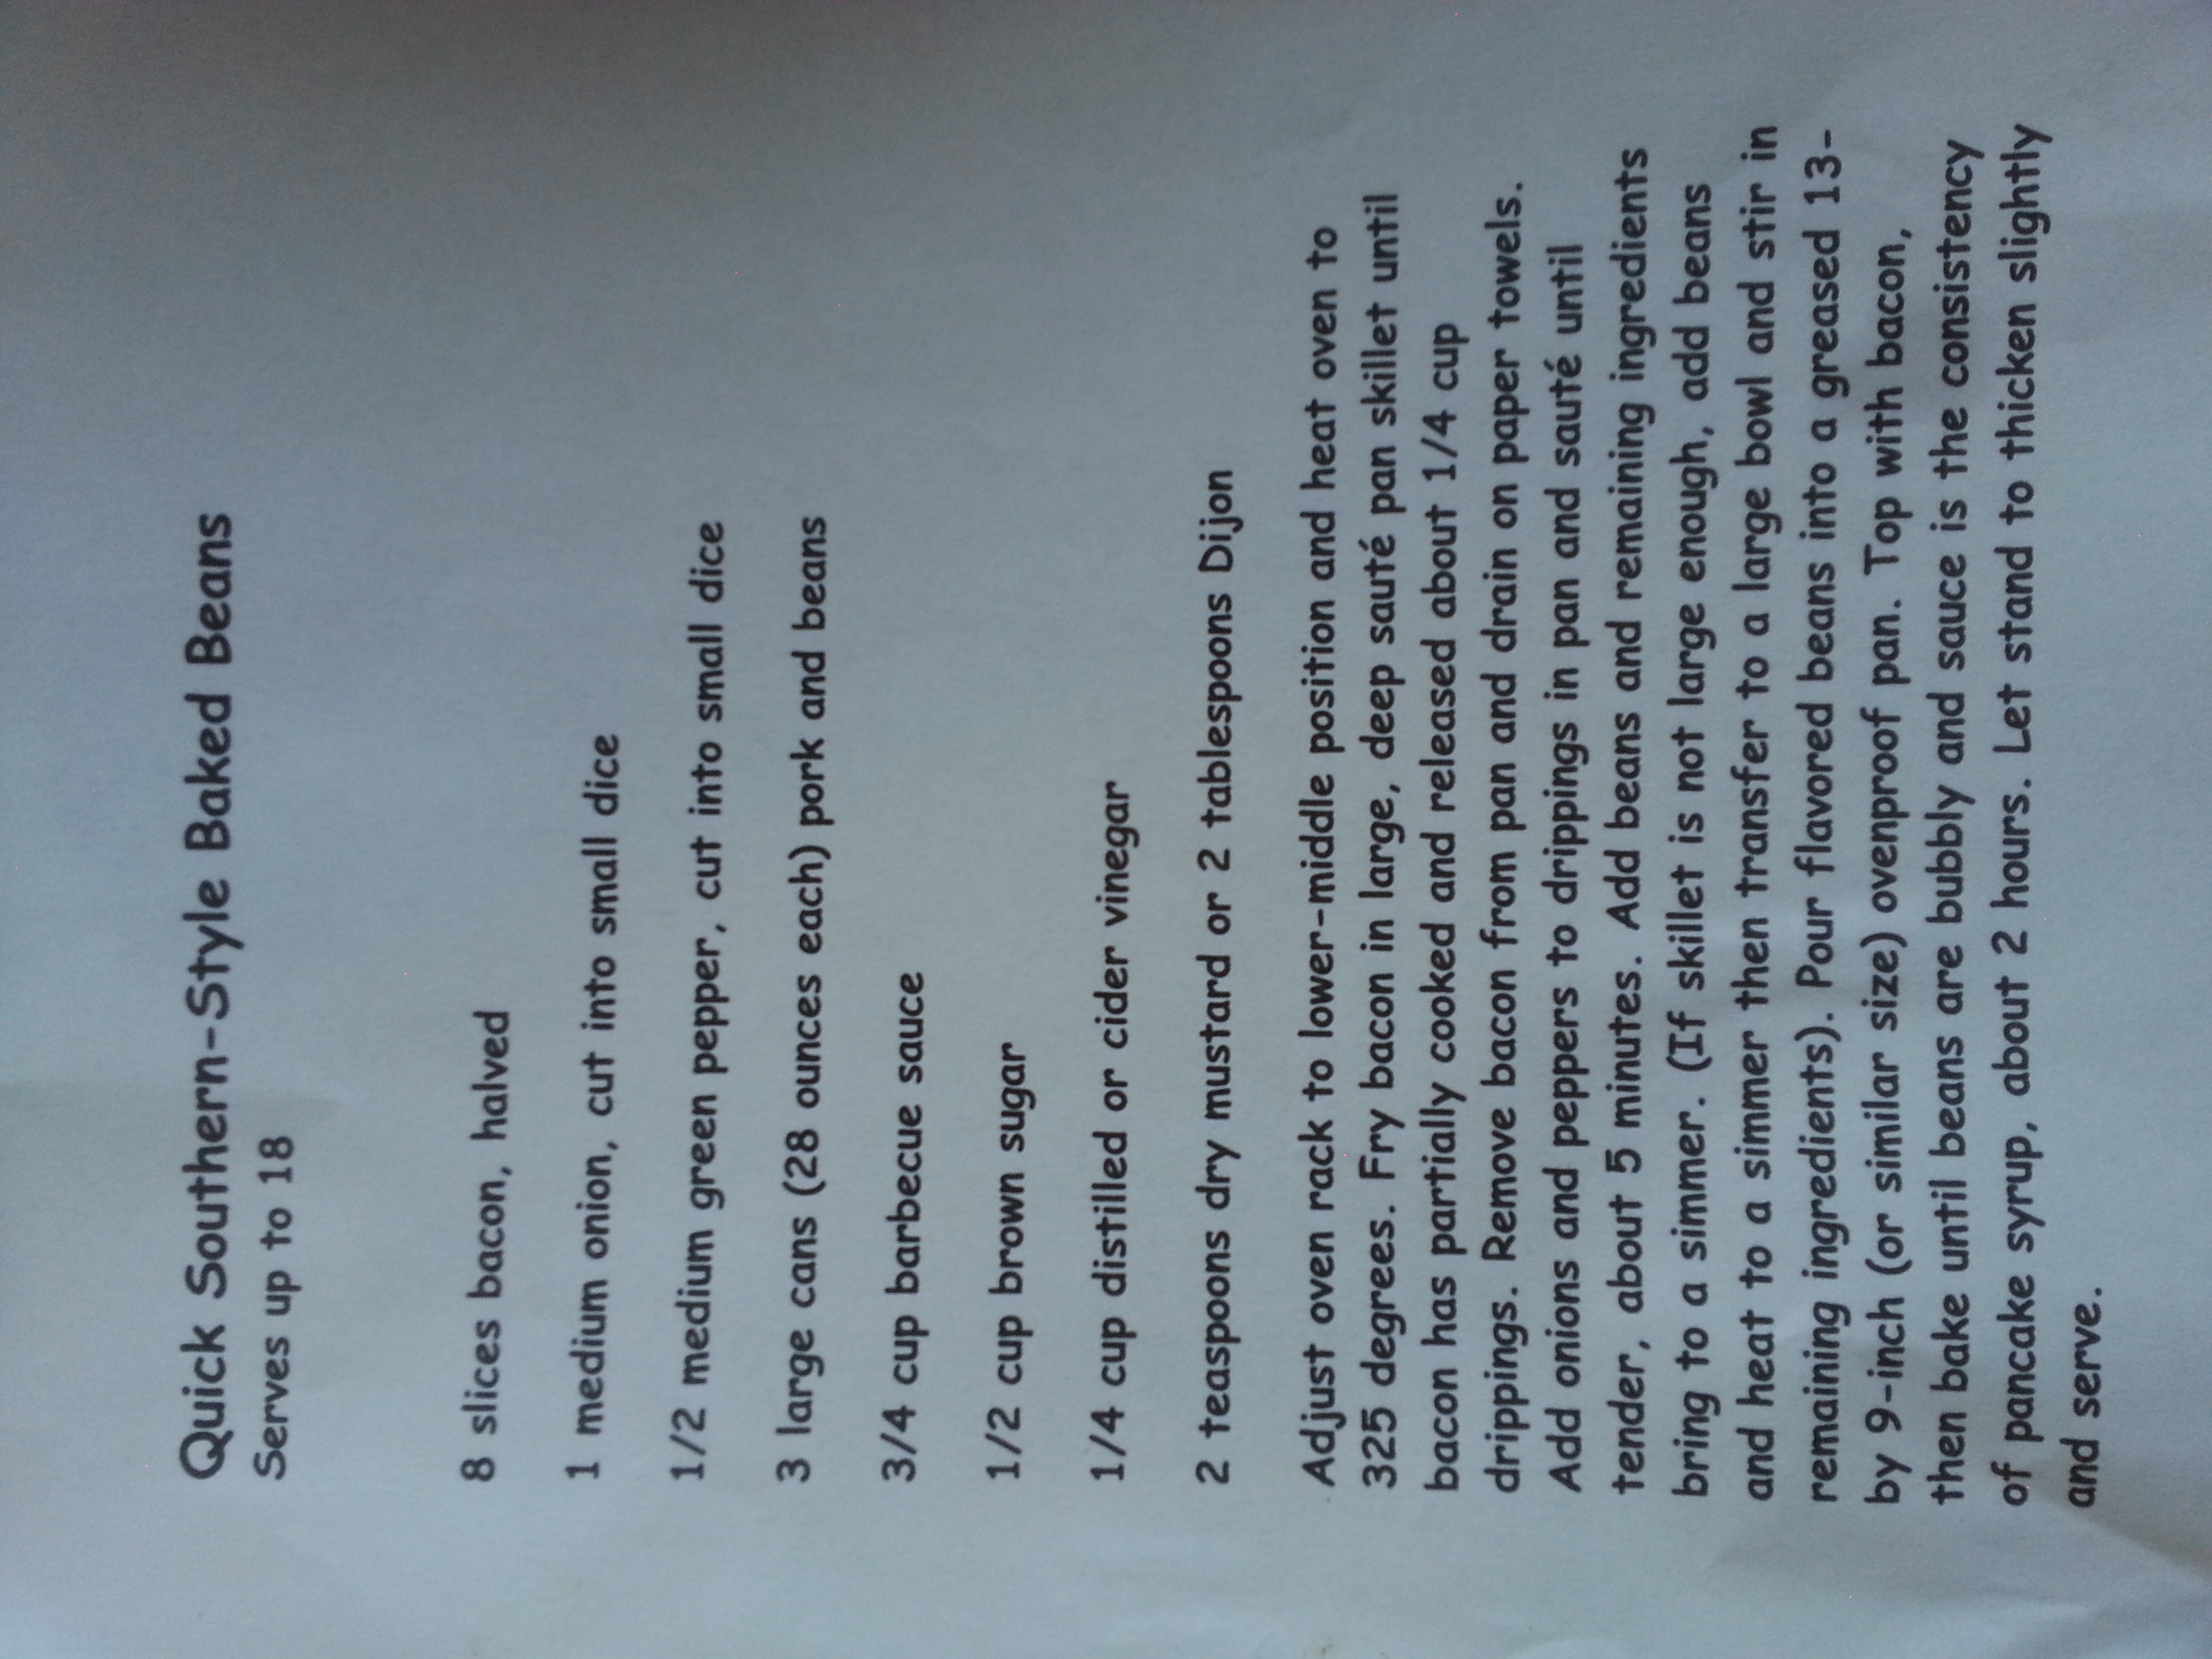 Quick Southern-Style Baked Beans
Serves up to 18
8 slices bacon, halved
1 medium onion, cut into small dice
1/2 medium green pepper, cut into small dice
3 large cans (28 ounces each) pork and beans
3/4 cup barbecue sauce
1/2 cup brown sugar
1/4 cup distilled or cider vinegar
2 teaspoons dry mustard or 2 tablespoons Dijon
Adjust oven rack to lower-middle position and heat oven to
325 degrees. Fry bacon in large, deep sauté pan skillet until
bacon has partially cooked and released about 1/4 cup
drippings. Remove bacon from pan and drain on paper towels.
Add onions and peppers to drippings in pan and sauté until
tender, about 5 minutes. Add beans and remaining ingredients
bring to a simmer. (If skillet is not large enough, add beans
and heat to a simmer then transfer to a large bowl and stir in
remaining ingredients). Pour flavored beans into a greased 13-
by 9-inch (or similar size) ovenproof pan. Top with bacon,
then bake until beans are bubbly and sauce is the consistency
of pancake syrup, about 2 hours. Let stand to thicken slightly
and serve.